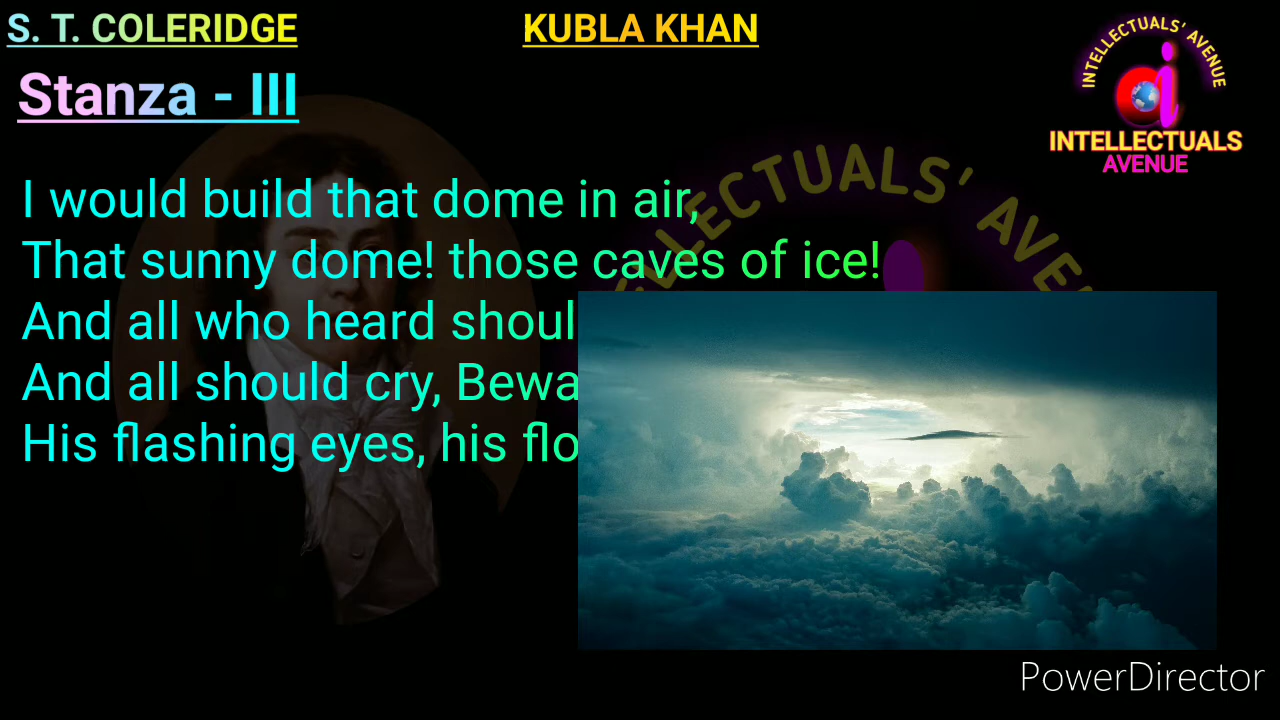 S. T. COLERIDGE
KUBLA KHAN
INTELLECTUALS' AVENUE
INTELLECTUALS
AVENUE
Stanza - III
I would build that dome in air,
That sunny dome! those caves of ice!
And all who heard shoul
And all should cry, Bewa
His flashing eyes, his flo
PowerDirector